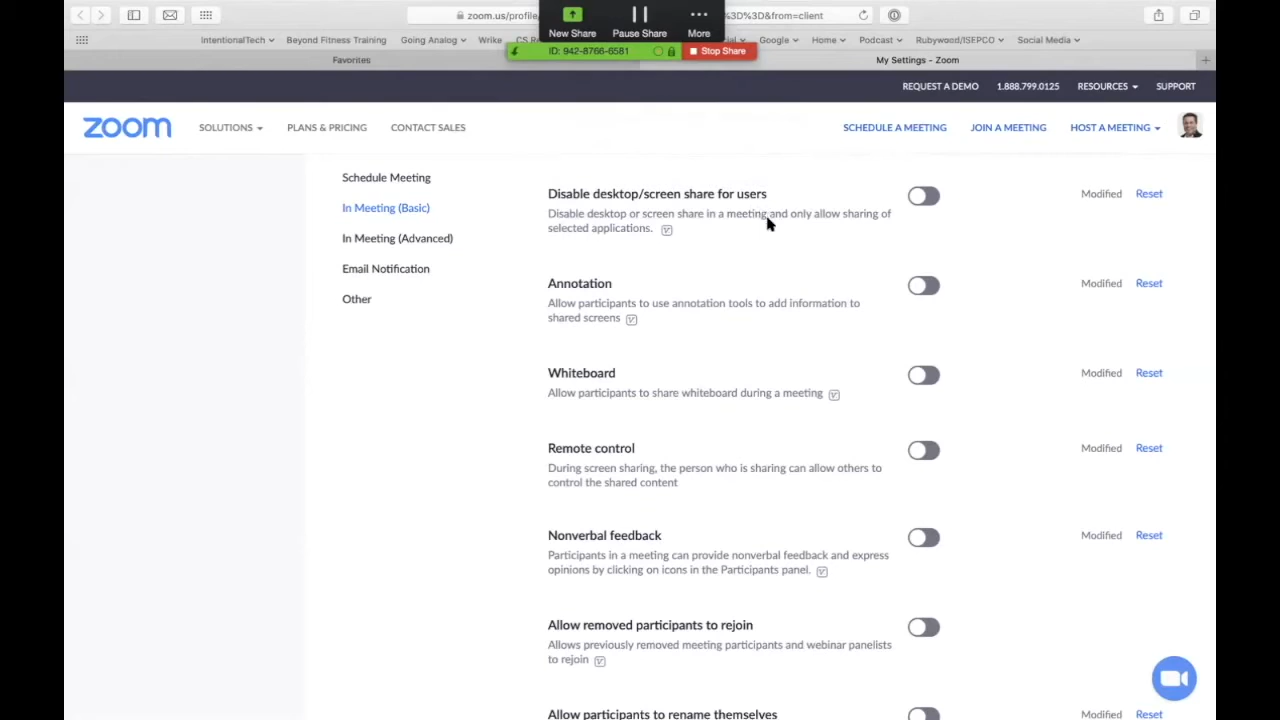 zoom.us/profile/
3D%3D&from=client
New Share
Pause Share
More
ID: 942-8766-6581
Stop Share
IntentionalTech
Beyond Fitness Training
Going Analog
Wrike
Google
Home
Podcast
Rubywood/ISEPCO
Social Media
Favorites
My Settings - Zoom
REQUEST A DEMO
1.888.799.0125
RESOURCES
SUPPORT
zoom
SOLUTIONS
PLANS & PRICING
CONTACT SALES
SCHEDULE A MEETING
JOIN A MEETING
HOST A MEETING
Schedule Meeting
In Meeting (Basic)
In Meeting (Advanced)
Email Notification
Other
Disable desktop/screen share for users
Disable desktop or screen share in a meeting and only allow sharing of
selected applications.
Modified Reset
Annotation
Allow participants to use annotation tools to add information to
shared screens
Modified Reset
Whiteboard
Allow participants to share whiteboard during a meeting
Modified Reset
Remote control
During screen sharing, the person who is sharing can allow others to
control the shared content
Modified Reset
Nonverbal feedback
Participants in a meeting can provide nonverbal feedback and express
opinions by clicking on icons in the Participants panel.
Modified Reset
Allow removed participants to rejoin
Allows previously removed meeting participants and webinar panelists
to rejoin
Modified Reset
Allow participants to rename themselves
Modified Reset